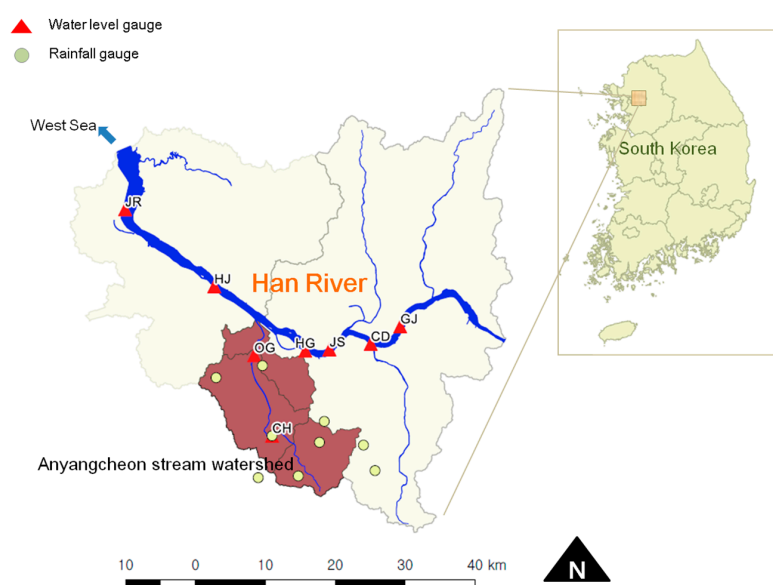 Water level gauge
Rainfall gauge
West Sea
South Korea
JR
HJ
Han River
GJ
CD
JS
HG
OG
CH
Anyangcheon stream watershed
10 0 10 20 30 40 km
N